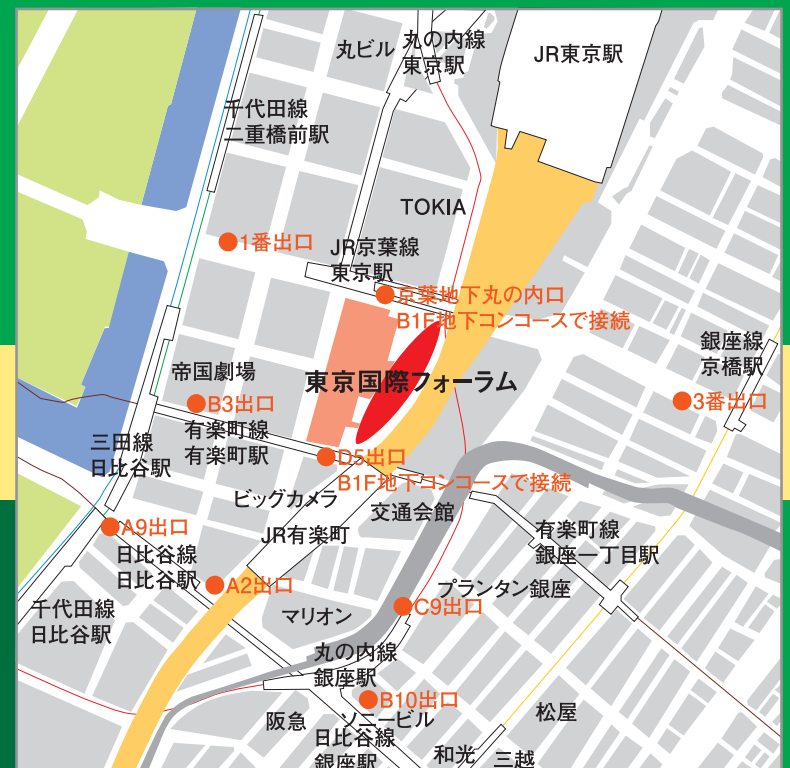 丸ビル
丸の内線
東京駅
JR東京駅
千代田線
二重橋前駅
TOKIA
1番出口
JR京葉線
東京駅
京葉地下丸の内口
B1F地下コンコースで接続
銀座線
京橋駅
帝国劇場
東京国際フォーラム
3番出口
B3出口
有楽町線
有楽町駅
三田線
日比谷駅
D5出口
B1F地下コンコースで接続
ビッグカメラ
交通会館
A9出口
JR有楽町
有楽町線
銀座一丁目駅
日比谷線
日比谷駅
A2出口
プランタン銀座
千代田線
日比谷駅
マリオン
C9出口
丸の内線
銀座駅
B10出口
阪急
ソニービル
松屋
日比谷線
銀座駅
和光
三越